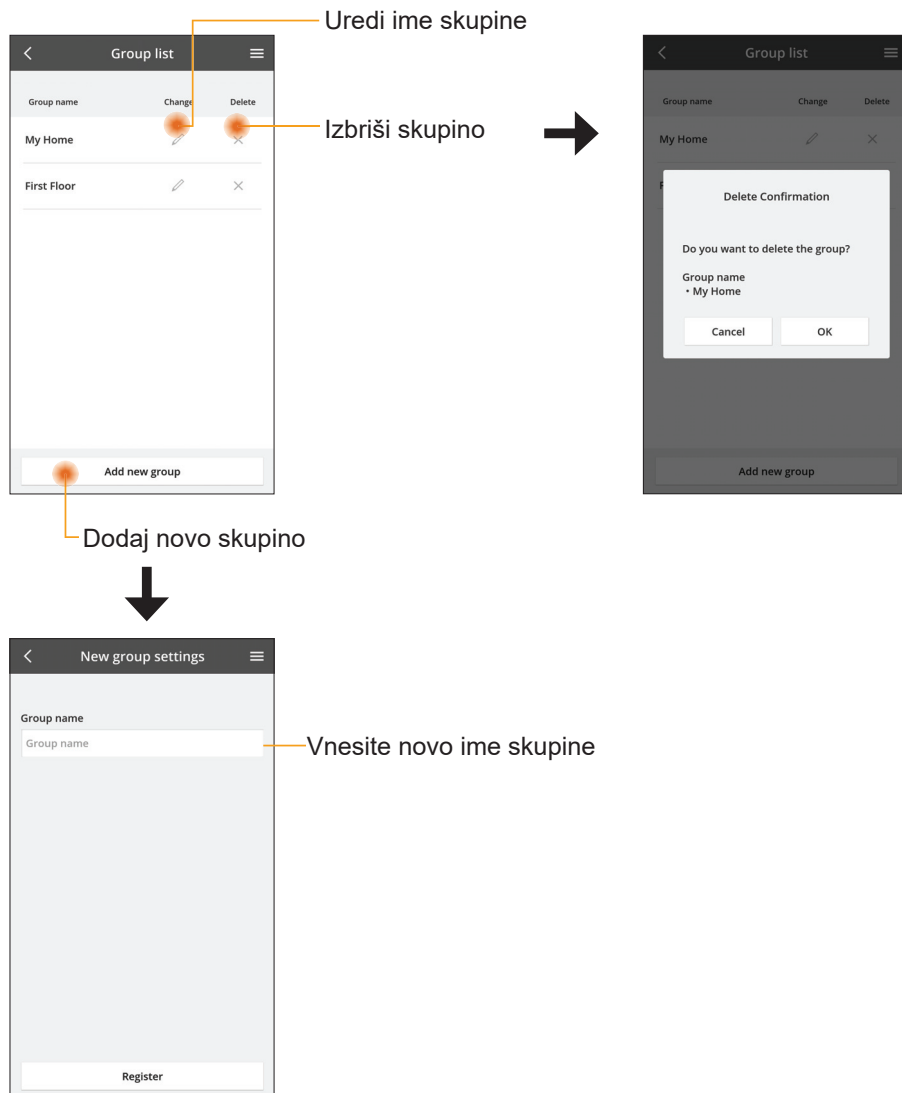 Uredi ime skupine
Group list
Group name Change Delete
My Home
First Floor
Add new group
Izbriši skupino
Group list
Group name Change Delete
My Home
F
Delete Confirmation
Do you want to delete the group?
Group name
• My Home
Cancel OK
Add new group
Dodaj novo skupino
New group settings
Group name
Group name
Vnesite novo ime skupine
Register